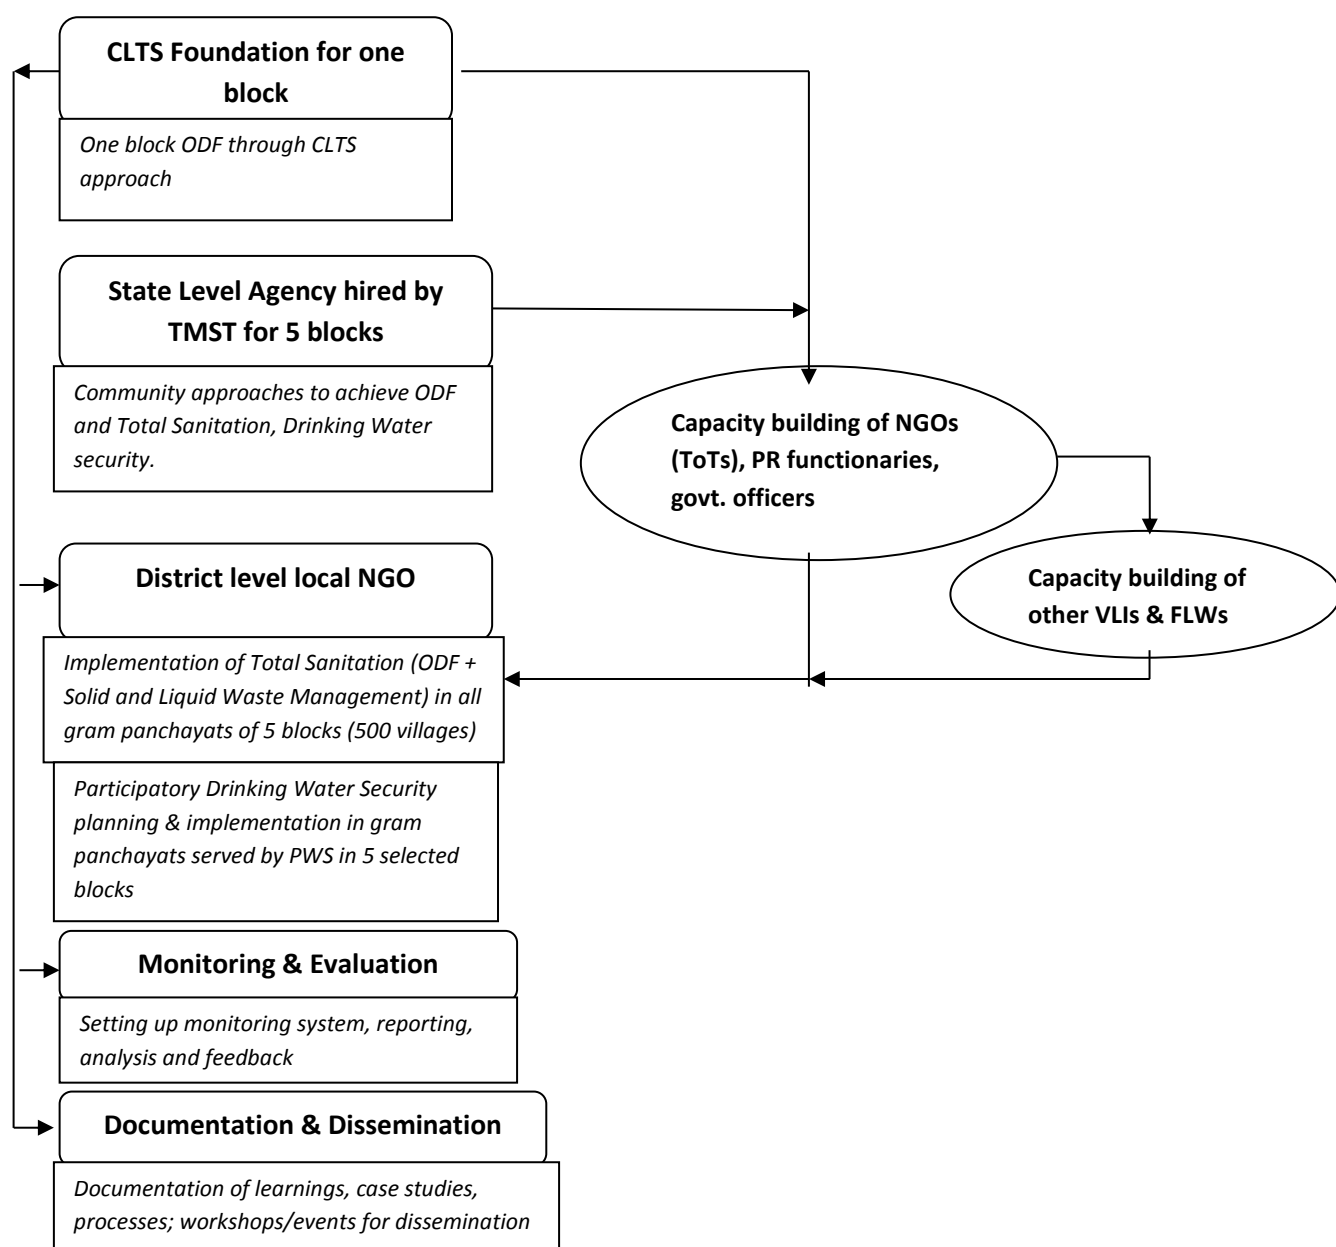 CLTS Foundation for one
block
One block ODF through CLTS
approach
State Level Agency hired by
TMST for 5 blocks
Community approaches to achieve ODF
and Total Sanitation, Drinking Water
security.
Capacity building of NGOs
(ToTs), PR functionaries,
govt. officers
Capacity building of
other VLIs & FLWs
District level local NGO
Implementation of Total Sanitation (ODF +
Solid and Liquid Waste Management) in all
gram panchayats of 5 blocks (500 villages)
Participatory Drinking Water Security
planning & implementation in gram
panchayats served by PWS in 5 selected
blocks
Monitoring & Evaluation
Setting up monitoring system, reporting,
analysis and feedback
Documentation & Dissemination
Documentation of learnings, case studies,
processes; workshops/events for dissemination